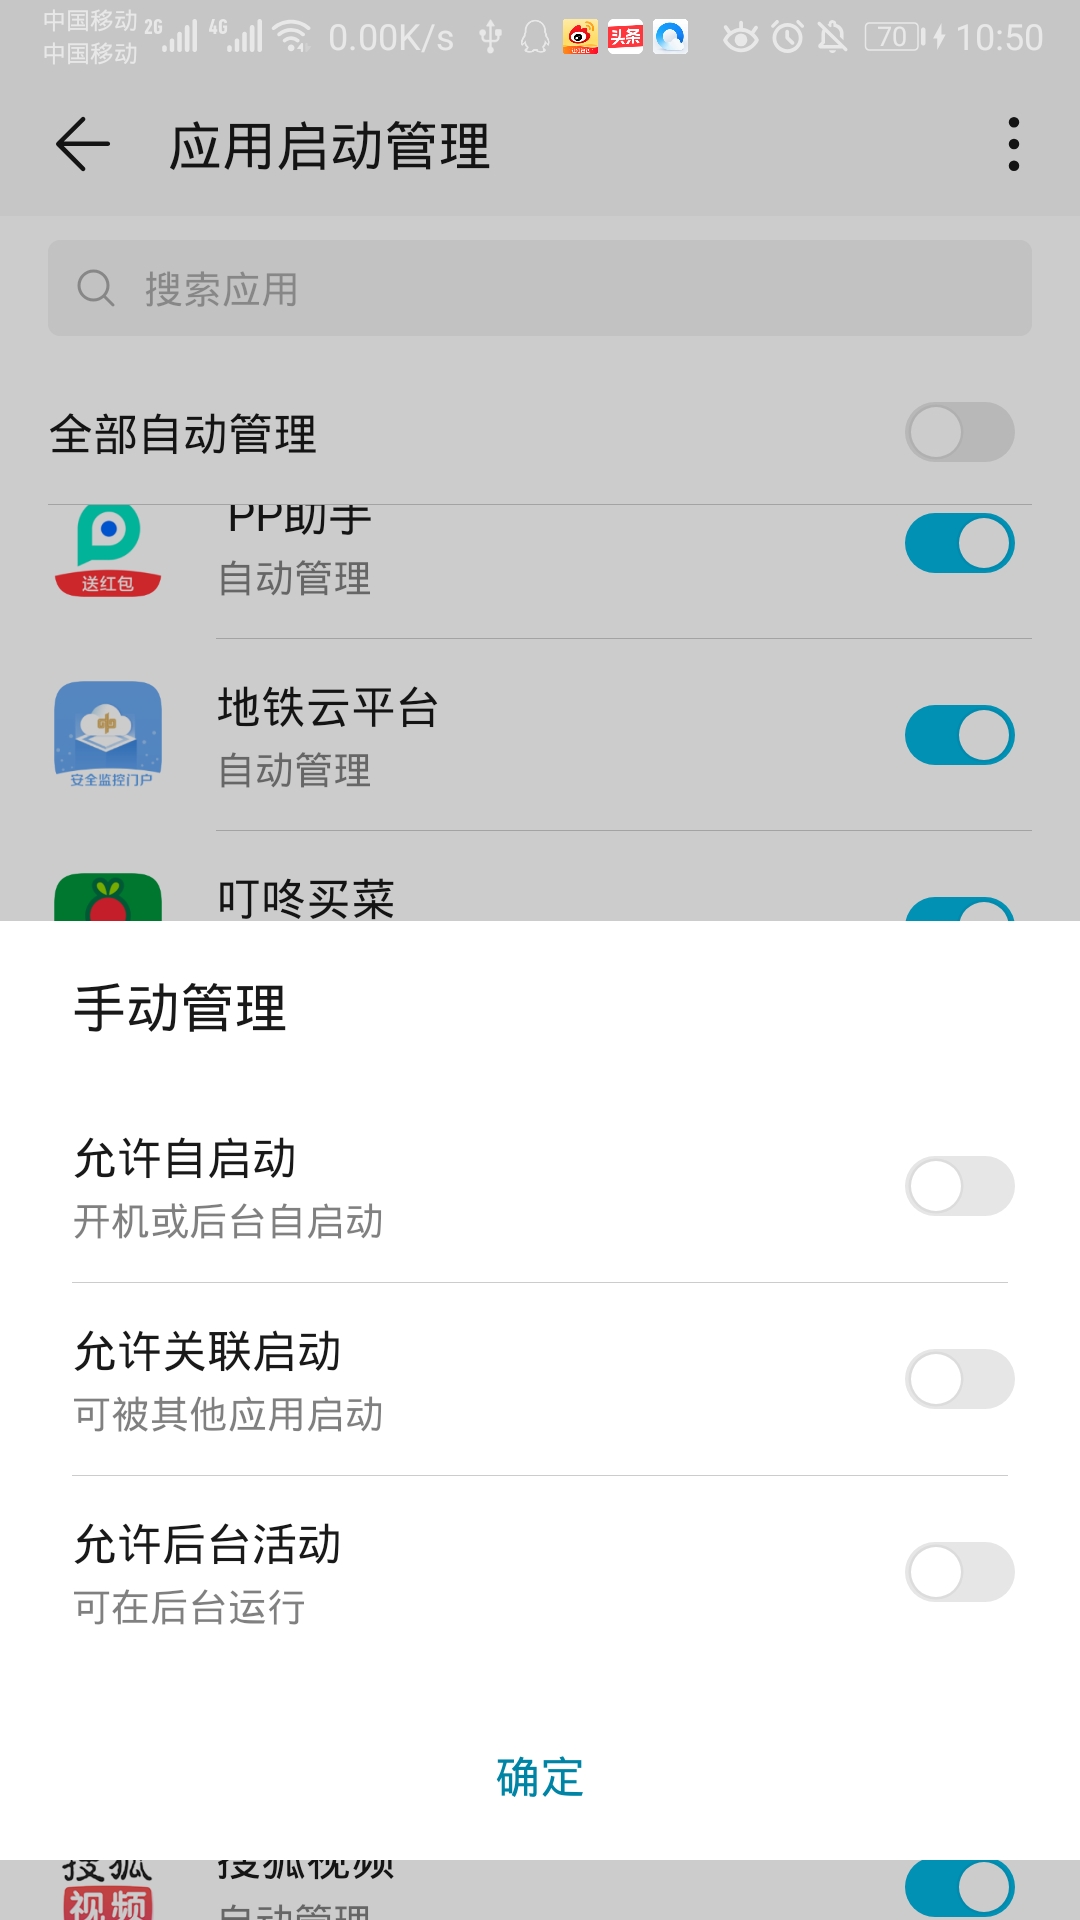 中国移动
中国移动
2G
4G
0.00K/s
头条
70
10:50
应用启动管理
搜索应用
全部自动管理
PP助手
送红包
自动管理
地铁云平台
安全监控门户
自动管理
叮咚买菜
手动管理
允许自启动
开机或后台自启动
允许关联启动
可被其他应用启动
允许后台活动
可在后台运行
确定
搜狐
视频
搜狐视频
自动管理